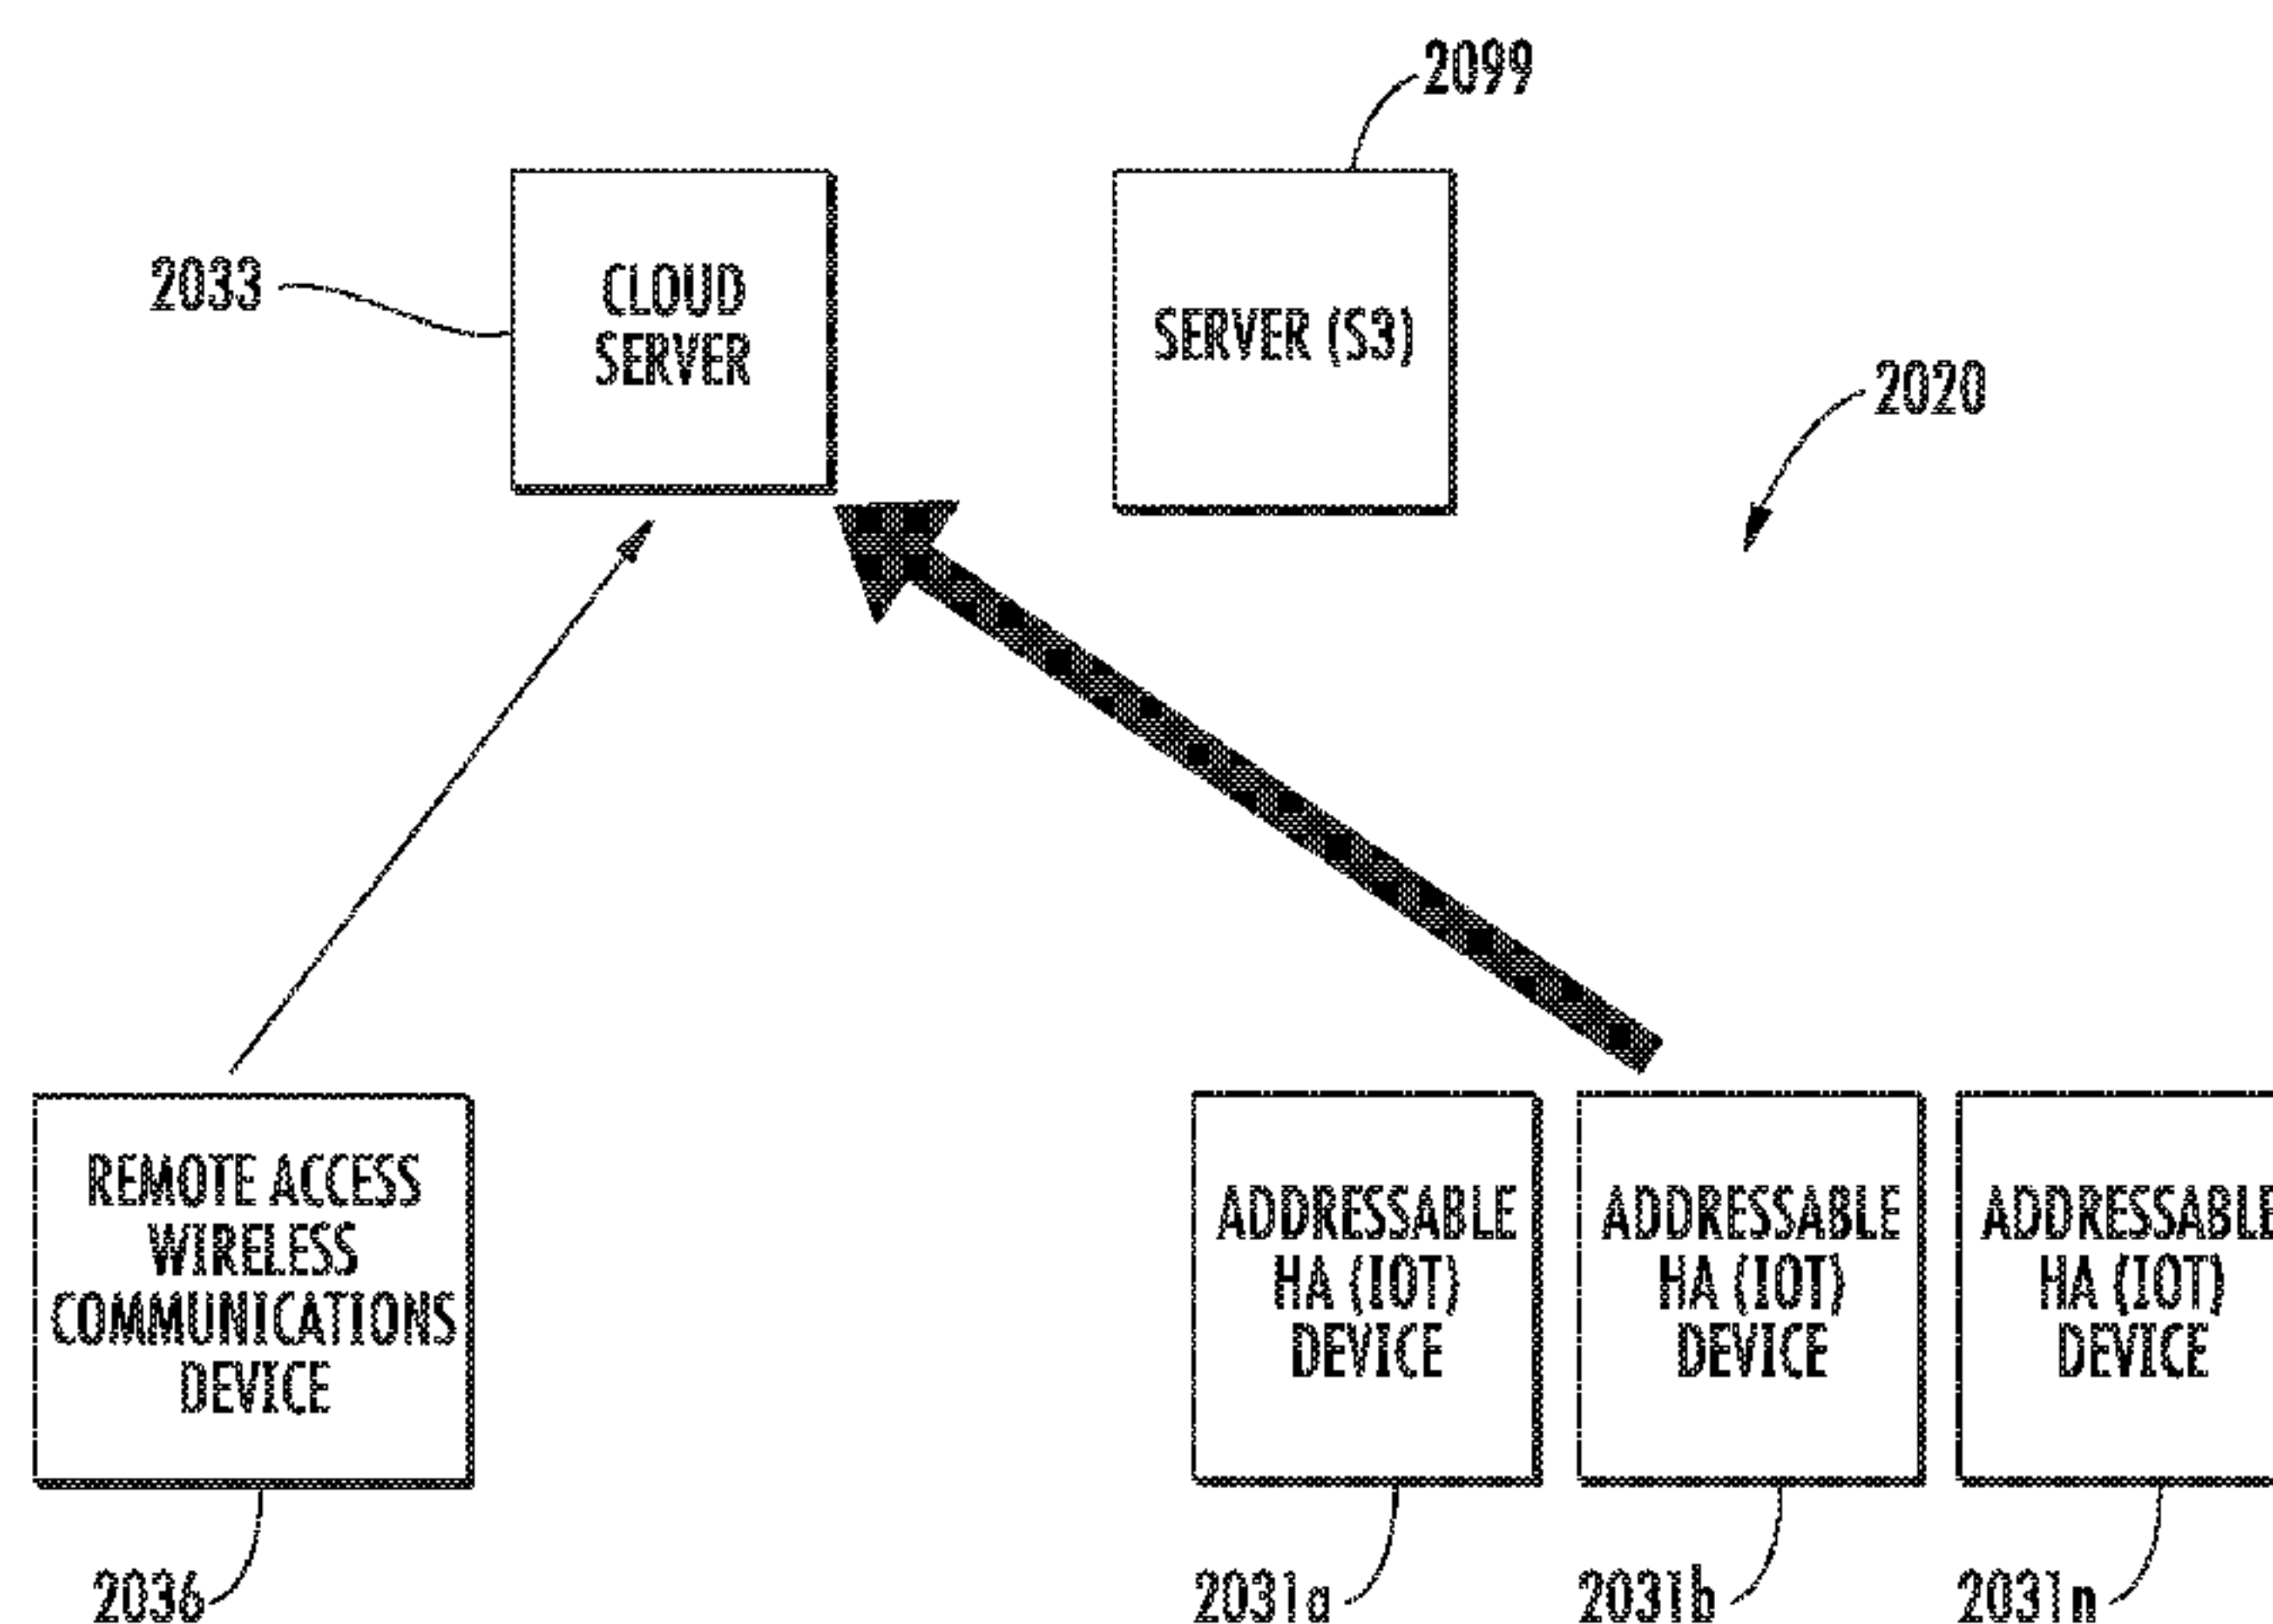 2099
2033
CLOUD
SERVER
SERVER (S3)
2020
REMOTE ACCESS
WIRELESS
COMMUNICATIONS
DEVICE
ADDRESSABLE
HA (IOT)
DEVICE
ADDRESSABLE
HA (IOT)
DEVICE
ADDRESSABLE
HA (IOT)
DEVICE
2036
2031a
2031b
2031n